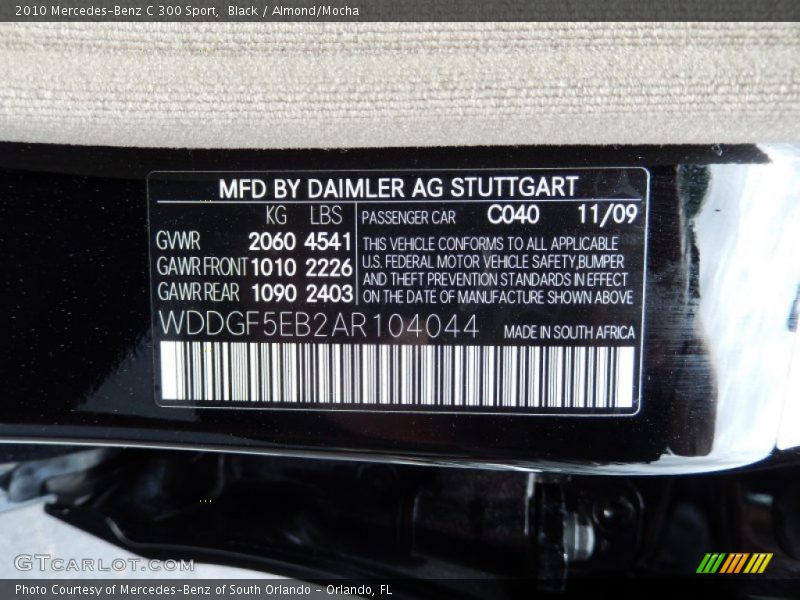 2010 Mercedes-Benz C 300 Sport, Black / Almond/Mocha
MFD BY DAIMLER AG STUTTGART
KG LBS
GVWR 2060 4541
GAWR FRONT 1010 2226
GAWR REAR 1090 2403
PASSENGER CAR C040 11/09
THIS VEHICLE CONFORMS TO ALL APPLICABLE
U.S. FEDERAL MOTOR VEHICLE SAFETY,BUMPER
AND THEFT PREVENTION STANDARDS IN EFFECT
ON THE DATE OF MANUFACTURE SHOWN ABOVE
WDDGF5EB2AR104044 MADE IN SOUTH AFRICA
GTCARLOT.COM
Photo Courtesy of Mercedes-Benz of South Orlando - Orlando, FL